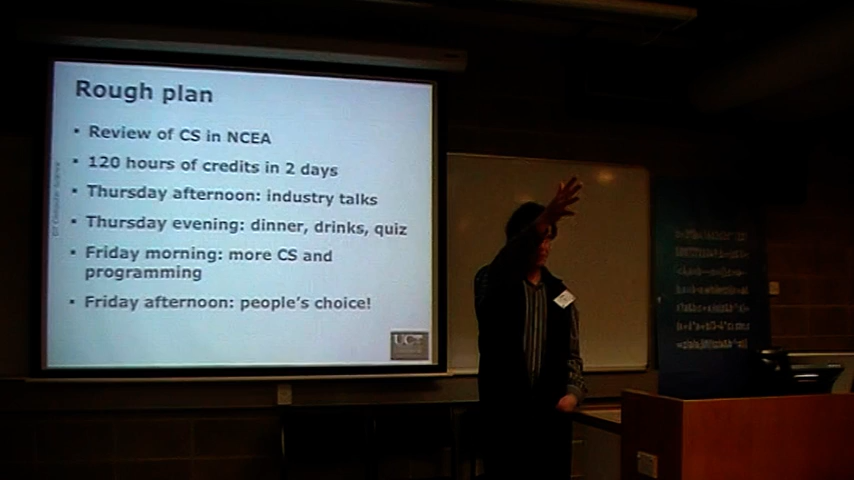 Rough plan
▪ Review of CS in NCEA
▪ 120 hours of credits in 2 days
▪ Thursday afternoon: industry talks
▪ Thursday evening: dinner, drinks, quiz
▪ Friday morning: more CS and
programming
▪ Friday afternoon: people's choice!
UC